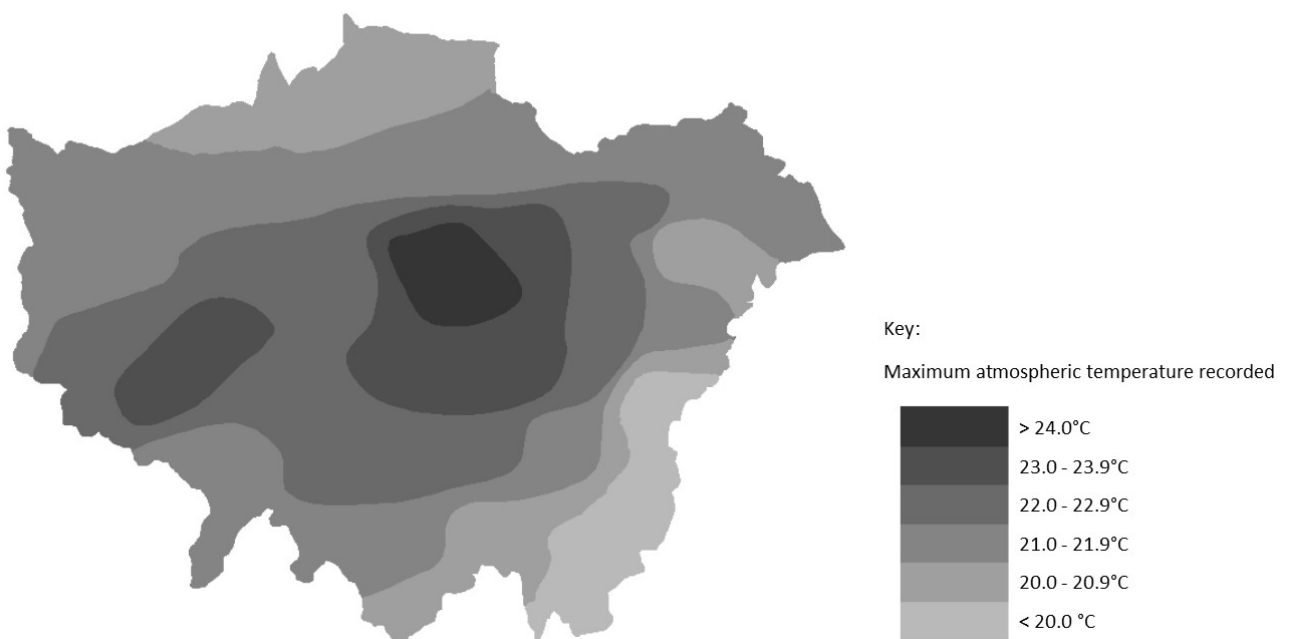 Key:
Maximum atmospheric temperature recorded
> 24.0°C
23.0 - 23.9°C
22.0 - 22.9°C
21.0 - 21.9°C
20.0 - 20.9°C
< 20.0 °C